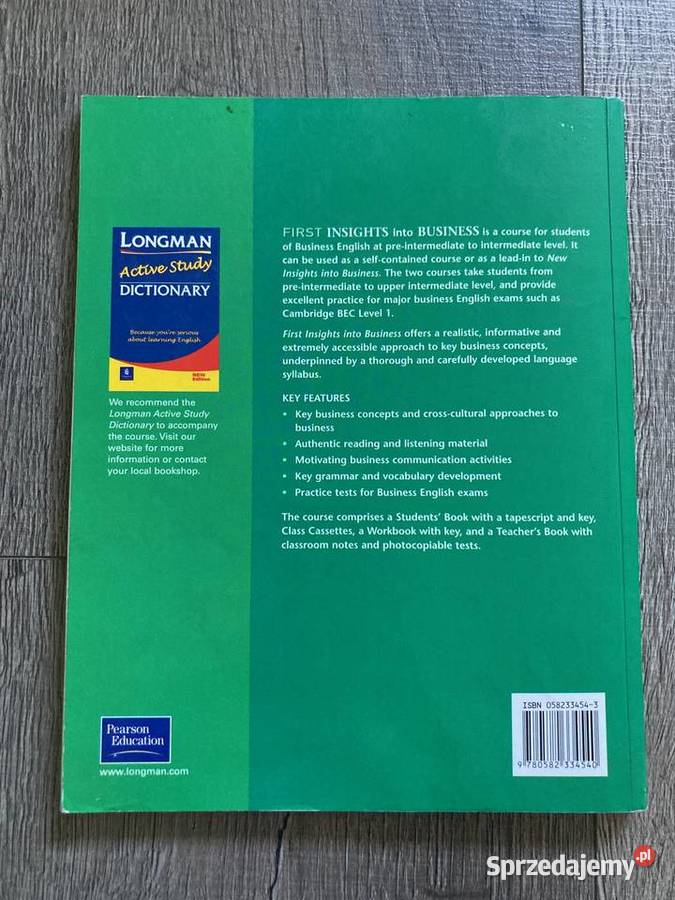 LONGMAN
Active Study
DICTIONARY
Because you're serious
about learning English
NEW
Edition
We recommend the
Longman Active Study
Dictionary to accompany
the course. Visit our
website for more
information or contact
your local bookshop.
FIRST INSIGHTS into BUSINESS is a course for students
of Business English at pre-intermediate to intermediate level. It
can be used as a self-contained course or as a lead-in to New
Insights into Business. The two courses take students from
pre-intermediate to upper intermediate level, and provide
excellent practice for major business English exams such as
Cambridge BEC Level 1.
First Insights into Business offers a realistic, informative and
extremely accessible approach to key business concepts,
underpinned by a thorough and carefully developed language
syllabus.
KEY FEATURES
• Key business concepts and cross-cultural approaches to
business
• Authentic reading and listening material
• Motivating business communication activities
• Key grammar and vocabulary development
• Practice tests for Business English exams
The course comprises a Students' Book with a tapescript and key,
Class Cassettes, a Workbook with key, and a Teacher's Book with
classroom notes and photocopiable tests.
Pearson
Education
www.longman.com
ISBN 058233454-3
9 780582 334540
Sprzedajemy.pl